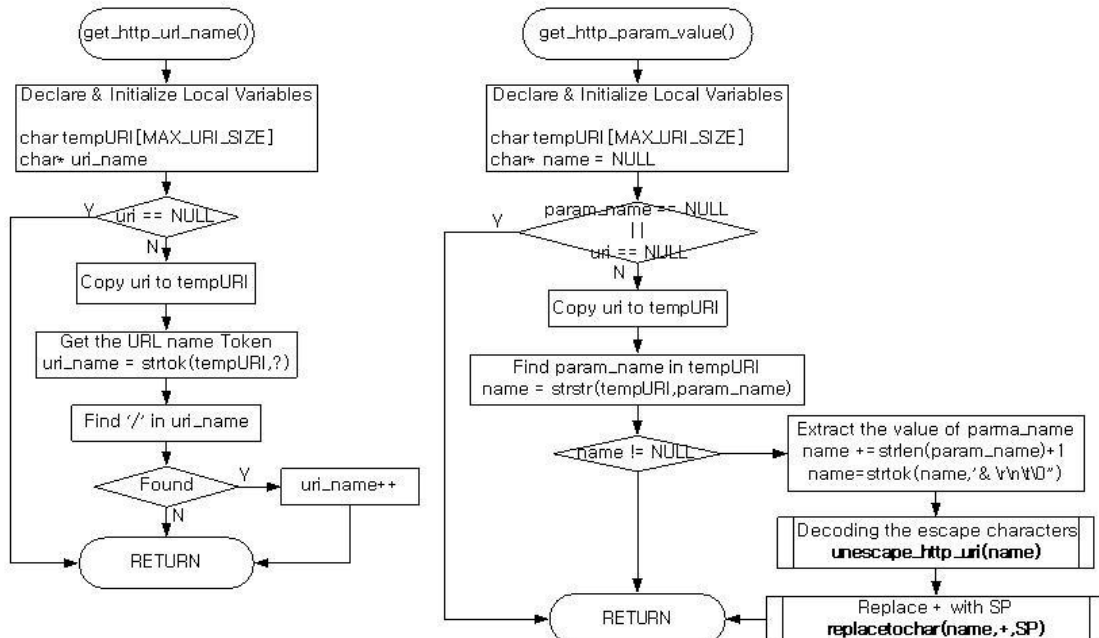 get_http_url_name()
Declare & Initialize Local Variables
char tempURI[MAX_URI_SIZE]
char* uri_name
uri == NULL
Y
N
Copy uri to tempURI
Get the URL name Token
uri_name = strtok(tempURI,?)
Find '/' in uri_name
Found
Y
uri_name++
N
RETURN
get_http_param_value()
Declare & Initialize Local Variables
char tempURI[MAX_URI_SIZE]
char* name = NULL
param_name == NULL
||
uri == NULL
Y
N
Copy uri to tempURI
Find param_name in tempURI
name = strstr(tempURI,param_name)
name != NULL
Extract the value of parma_name
name +=strlen(param_name)+1
name=strtok(name,'& \r\n\t\0")
Decoding the escape characters
unescape_http_uri(name)
Replace + with SP
replacetochar(name,+,SP)
RETURN